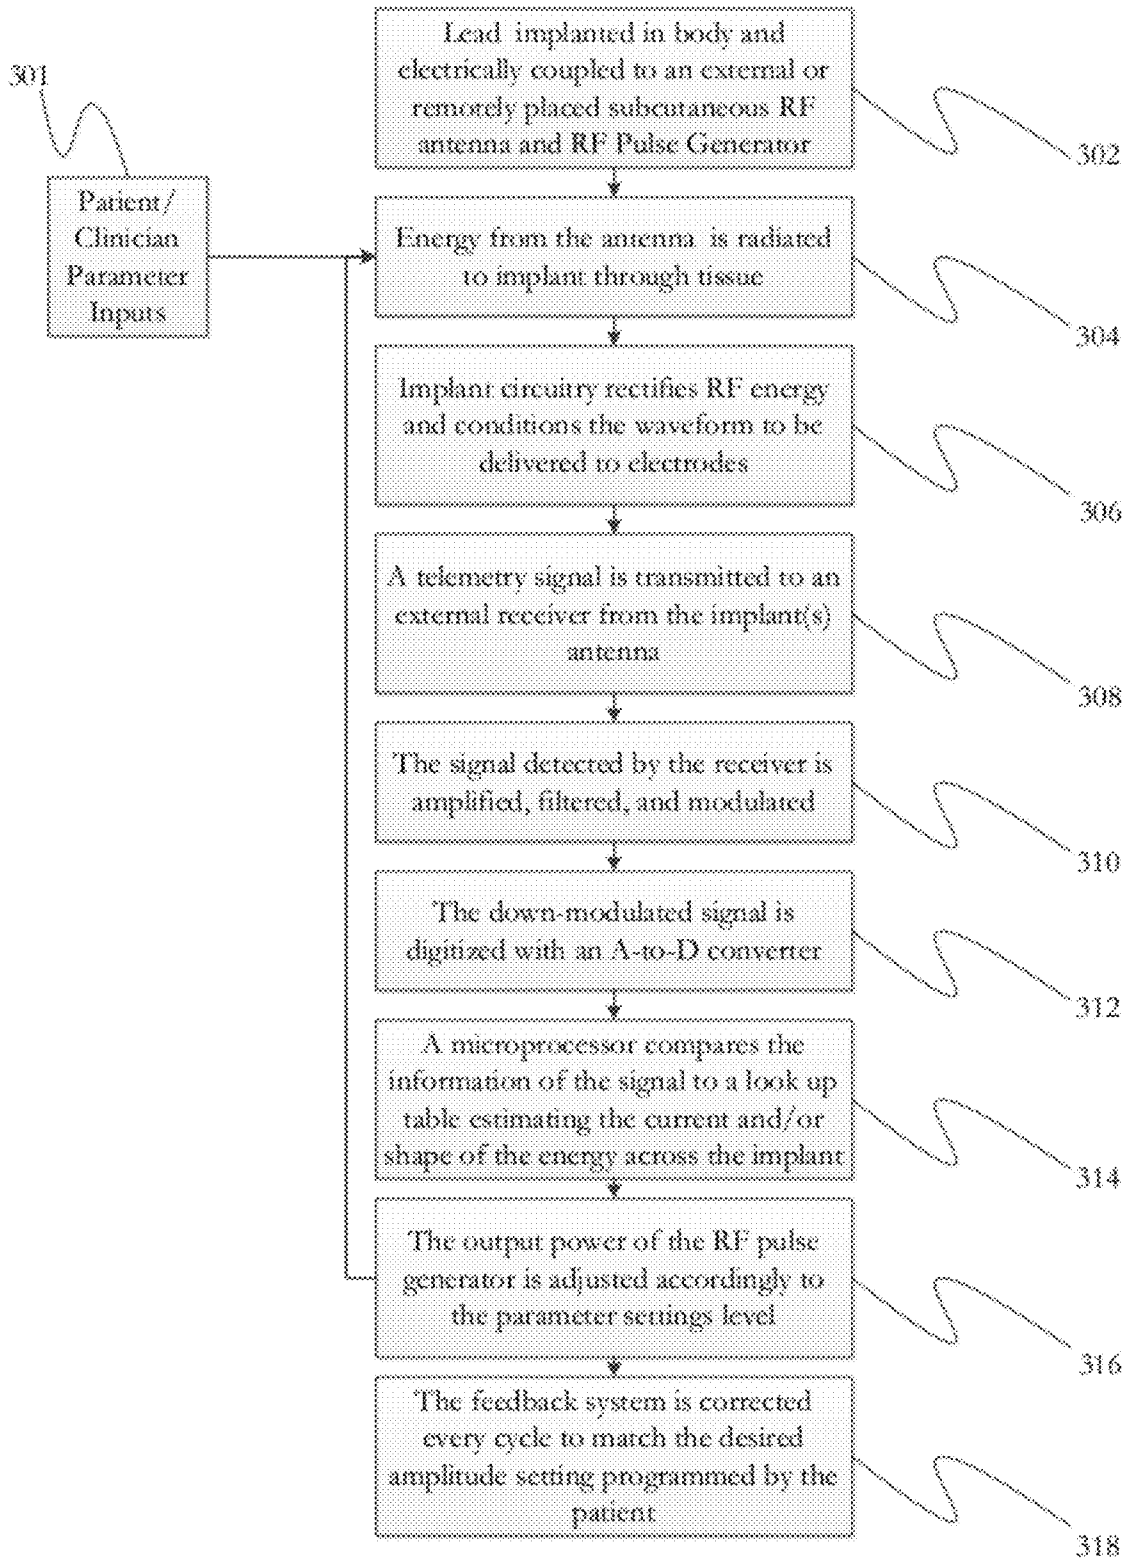 301
Patient/
Clinician
Parameter
Inputs
Lead implanted in body and
electrically coupled to an external or
remotely placed subcutaneous RF
antenna and RF Pulse Generator
302
Energy from the antenna is radiated
to implant through tissue
304
Implant circuitry rectifies RF energy
and conditions the waveform to be
delivered to electrodes
306
A telemetry signal is transmitted to an
external receiver from the implant(s)
antenna
308
The signal detected by the receiver is
amplified, filtered, and modulated
310
The down-modulated signal is
digitized with an A-to-D converter
312
A microprocessor compares the
information of the signal to a look up
table estimating the current and/or
shape of the energy across the implant
314
The output power of the RF pulse
generator is adjusted accordingly to
the parameter settings level
316
The feedback system is corrected
every cycle to match the desired
amplitude setting programmed by the
patient
318